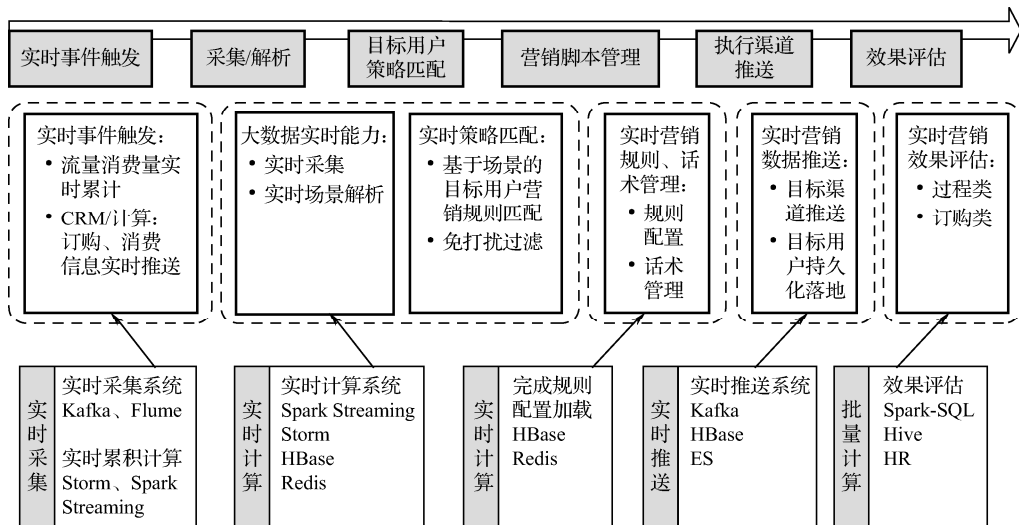 实时事件触发
采集/解析
目标用户
策略匹配
营销脚本管理
执行渠道
推送
效果评估
实时事件触发：
• 流量消费量实
时累计
• CRM/计算：
订购、消费
信息实时推送
大数据实时能力：
• 实时采集
• 实时场景解析
实时策略匹配：
• 基于场景的
目标用户营
销规则匹配
• 免打扰过滤
实时营销
规则、话
术管理：
• 规则
配置
• 话术
管理
实时营销
数据推送：
• 目标渠
道推送
• 目标用
户持久
化落地
实时营销
效果评估：
• 过程类
• 订购类
实时采集
实时采集系统
Kafka、Flume
实时累积计算
Storm、Spark
Streaming
实时计算
实时计算系统
Spark Streaming
Storm
HBase
Redis
实时计算
完成规则
配置加载
HBase
Redis
实时推送
实时推送系统
Kafka
HBase
ES
批量计算
效果评估
Spark-SQL
Hive
HR